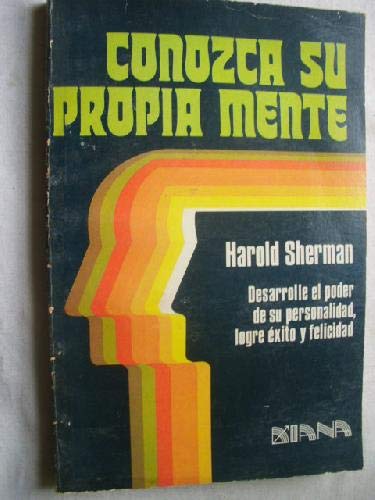 CONOZCA SU
PROPIA MENTE
Harold Sherman
Desarrolle el poder
de su personalidad,
logre éxito y felicidad
DIANA